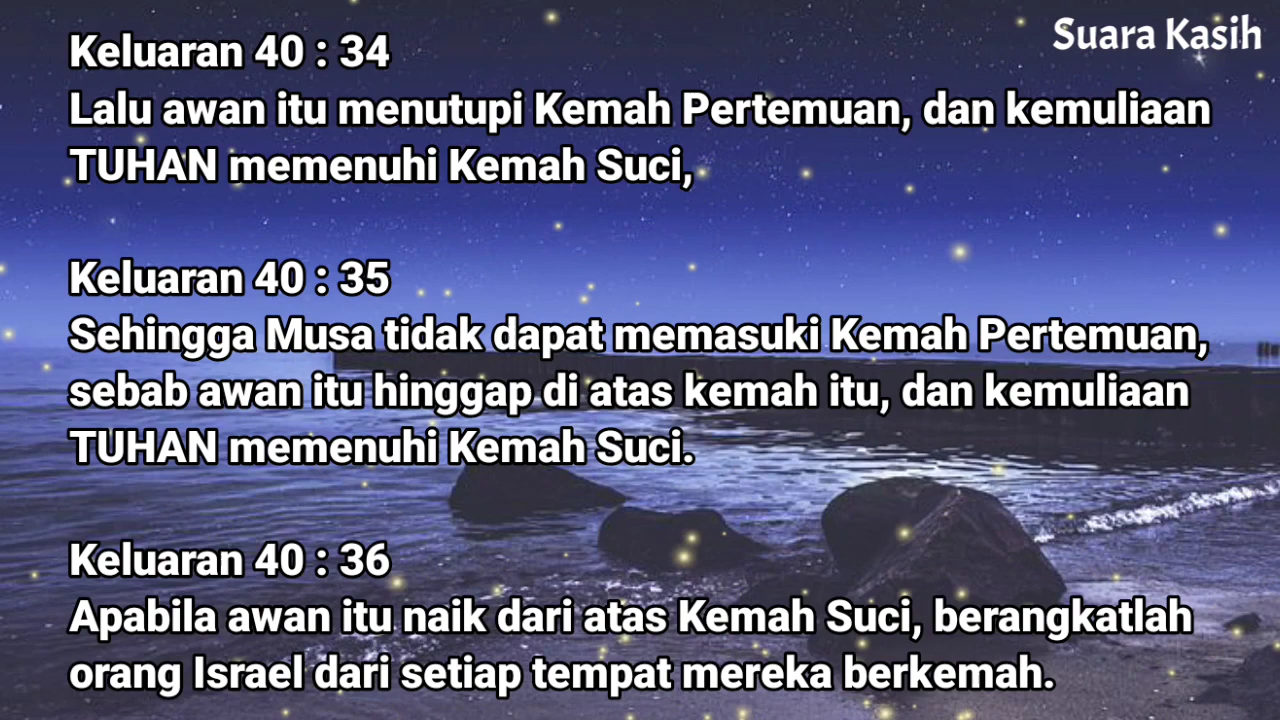 Suara Kasih
Keluaran 40 : 34
Lalu awan itu menutupi Kemah Pertemuan, dan kemuliaan
TUHAN memenuhi Kemah Suci,
Keluaran 40 : 35
Sehingga Musa tidak dapat memasuki Kemah Pertemuan,
sebab awan itu hinggap di atas kemah itu, dan kemuliaan
TUHAN memenuhi Kemah Suci.
Keluaran 40 : 36
Apabila awan itu naik dari atas Kemah Suci, berangkatlah
orang Israel dari setiap tempat mereka berkemah.